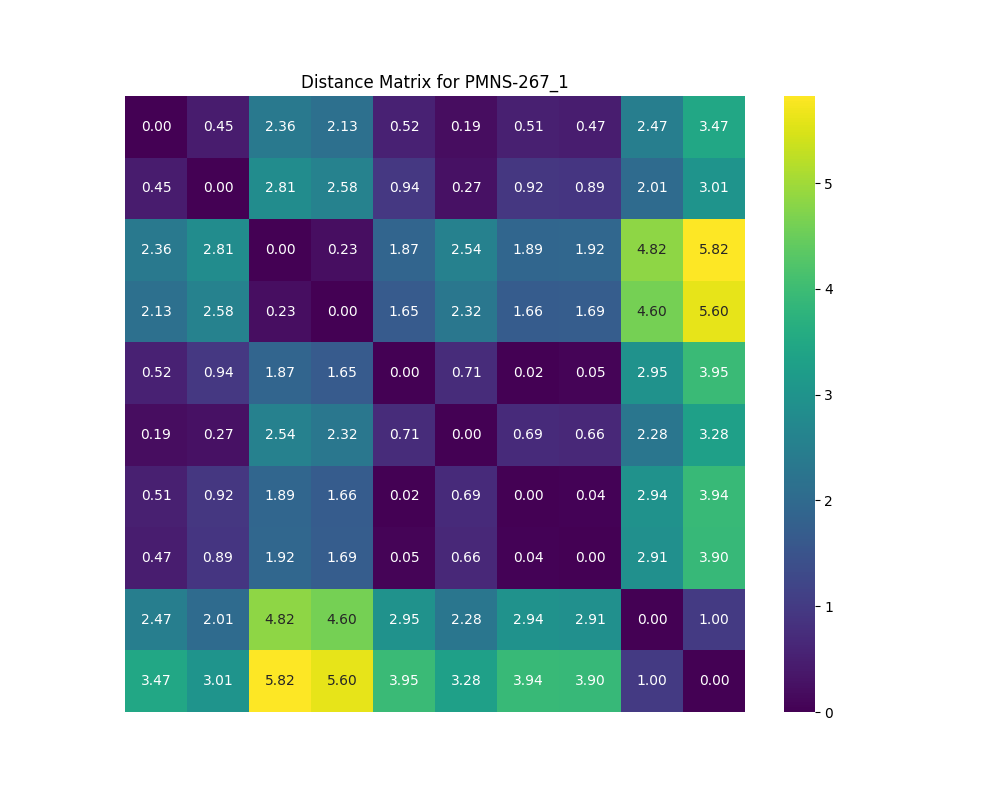 Distance Matrix for PMNS-267_1
0.00 0.45 2.36 2.13 0.52 0.19 0.51 0.47 2.47 3.47
0.45 0.00 2.81 2.58 0.94 0.27 0.92 0.89 2.01 3.01
2.36 2.81 0.00 0.23 1.87 2.54 1.89 1.92 4.82 5.82
2.13 2.58 0.23 0.00 1.65 2.32 1.66 1.69 4.60 5.60
0.52 0.94 1.87 1.65 0.00 0.71 0.02 0.05 2.95 3.95
0.19 0.27 2.54 2.32 0.71 0.00 0.69 0.66 2.28 3.28
0.51 0.92 1.89 1.66 0.02 0.69 0.00 0.04 2.94 3.94
0.47 0.89 1.92 1.69 0.05 0.66 0.04 0.00 2.91 3.90
2.47 2.01 4.82 4.60 2.95 2.28 2.94 2.91 0.00 1.00
3.47 3.01 5.82 5.60 3.95 3.28 3.94 3.90 1.00 0.00
5
4
3
2
1
0